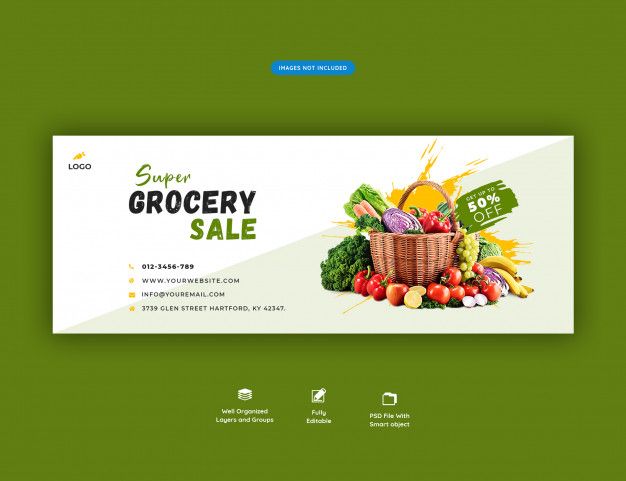 IMAGES NOT INCLUDED
LOGO
Super
GROCERY
SALE
GET UP TO
50%
OFF
012-3456-789
WWW.YOURWEBSITE.COM
INFO@YOUREMAIL.COM
3739 GLEN STREET HARTFORD, KY 42347.
Well Organized
Layers and Groups
Fully
Editable
PSD File With
Smart object